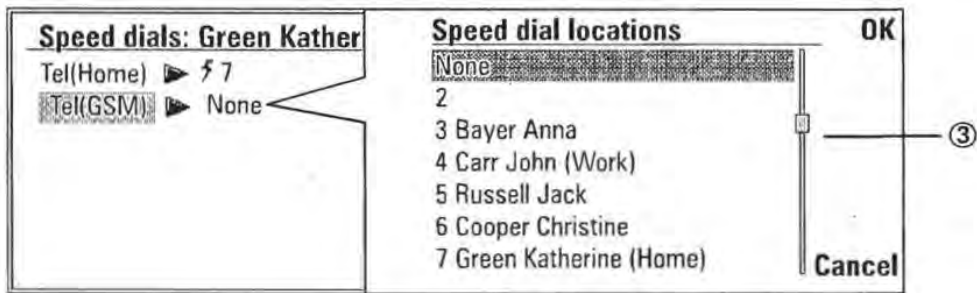 Speed dials: Green Kather
Tel(Home) ▶ ⚡ 7
Tel(GSM) ▶ None
Speed dial locations
OK
None
2
3 Bayer Anna
4 Carr John (Work)
5 Russell Jack
6 Cooper Christine
7 Green Katherine (Home)
Cancel
③